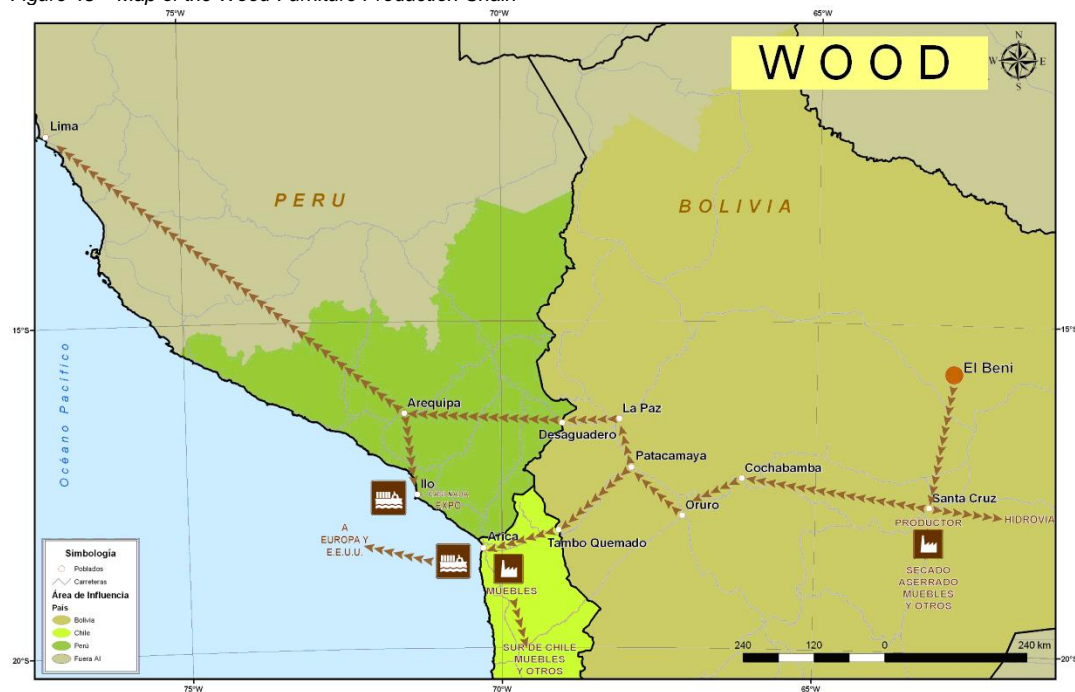 Figure 43 – Map of the Wood Furniture Production Chain
70°W
65°W
WOOD
N
W
E
S
Lima
PERU
BOLIVIA
75°W
15°S
15°S
Océano Pacífico
El Beni
Arequipa
La Paz
Desaguadero
Patacamaya
Cochabamba
Ilo
EXPO
Oruro
Santa Cruz
PRODUCTOR
HIDROVIA
A
EUROPA Y
E.E.U.U.
Arica
Tambo Quemado
MUEBLES
SECADO
ASERRADO
MUEBLES
Y OTROS
SUR DE CHILE
MUEBLES
Y OTROS
Simbología
Poblados
Carreteras
Área de Influencia
País
Bolivia
Chile
Perú
Fuera AI
240 120 0 240 km
20°S
20°S
75°W
70°W
65°W